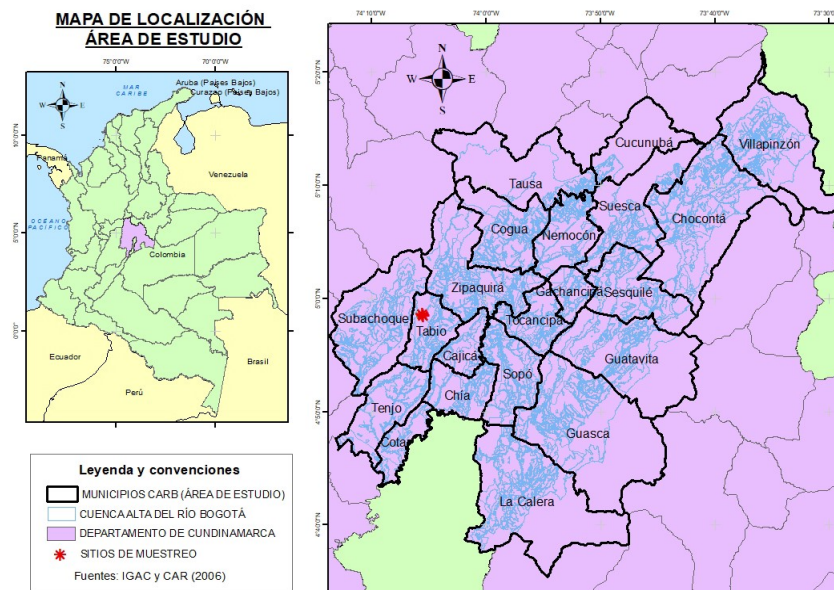 MAPA DE LOCALIZACIÓN
ÁREA DE ESTUDIO
75°0'0"W 70°0'0"W
N
W E
S
MAR
CARIBE
Aruba (Países Bajos)
Curazao (Países Bajos)
Panamá
Venezuela
OCEANO
PACÍFICO
Colombia
Ecuador
Perú
Brasil
10°0'0"N
5°0'0"N
0°0'0"
Leyenda y convenciones
MUNICIPIOS CARB (ÁREA DE ESTUDIO)
CUENCA ALTA DEL RÍO BOGOTÁ
DEPARTAMENTO DE CUNDINAMARCA
SITIOS DE MUESTREO
Fuentes: IGAC y CAR (2006)
74°10'0"W 74°0'0"W 73°50'0"W 73°40'0"W
5°20'0"N
5°10'0"N
5°0'0"N
4°50'0"N
4°40'0"N
N
W E
S
Cucunubá
Villapinzón
Tausa
Suesca
Chocontá
Cogua
Nemocón
Zipaquirá
Gachancipá
Sesquilé
Subachoque
Tabio
Tocancipá
Cajicá
Guatavita
Sopó
Tenjo
Chía
Cota
Guasca
La Calera